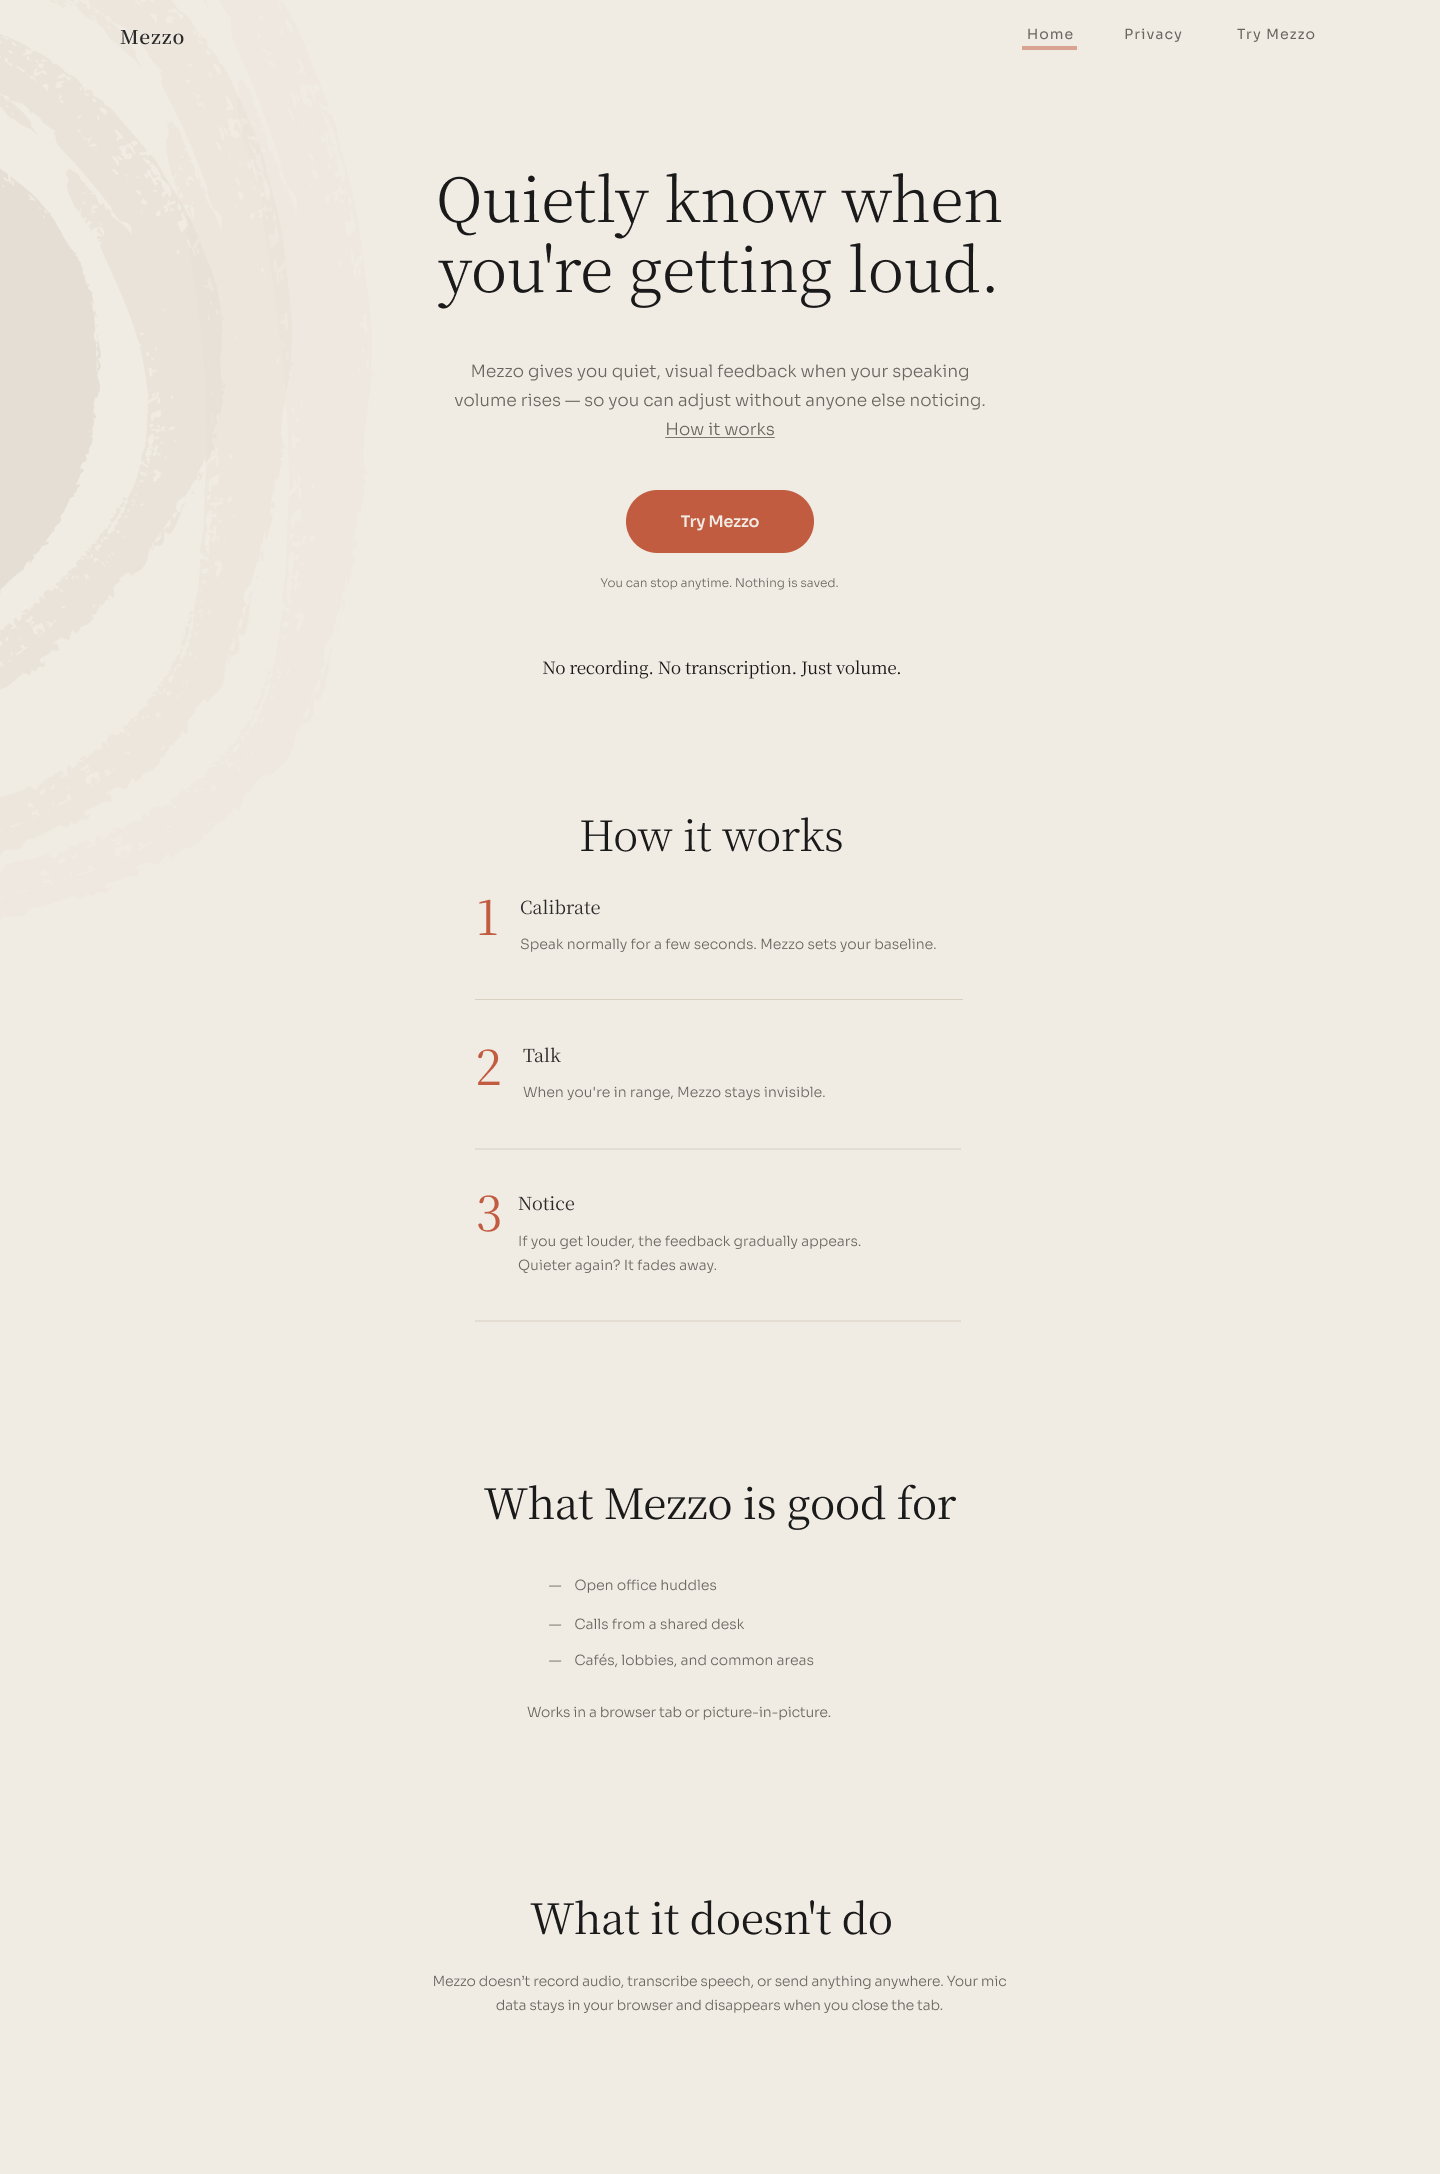 Mezzo
Home
Privacy
Try Mezzo
Quietly know when
you're getting loud.
Mezzo gives you quiet, visual feedback when your speaking
volume rises — so you can adjust without anyone else noticing.
How it works
Try Mezzo
You can stop anytime. Nothing is saved.
No recording. No transcription. Just volume.
How it works
1 Calibrate
Speak normally for a few seconds. Mezzo sets your baseline.
2 Talk
When you're in range, Mezzo stays invisible.
3 Notice
If you get louder, the feedback gradually appears.
Quieter again? It fades away.
What Mezzo is good for
— Open office huddles
— Calls from a shared desk
— Cafés, lobbies, and common areas
Works in a browser tab or picture-in-picture.
What it doesn't do
Mezzo doesn’t record audio, transcribe speech, or send anything anywhere. Your mic
data stays in your browser and disappears when you close the tab.